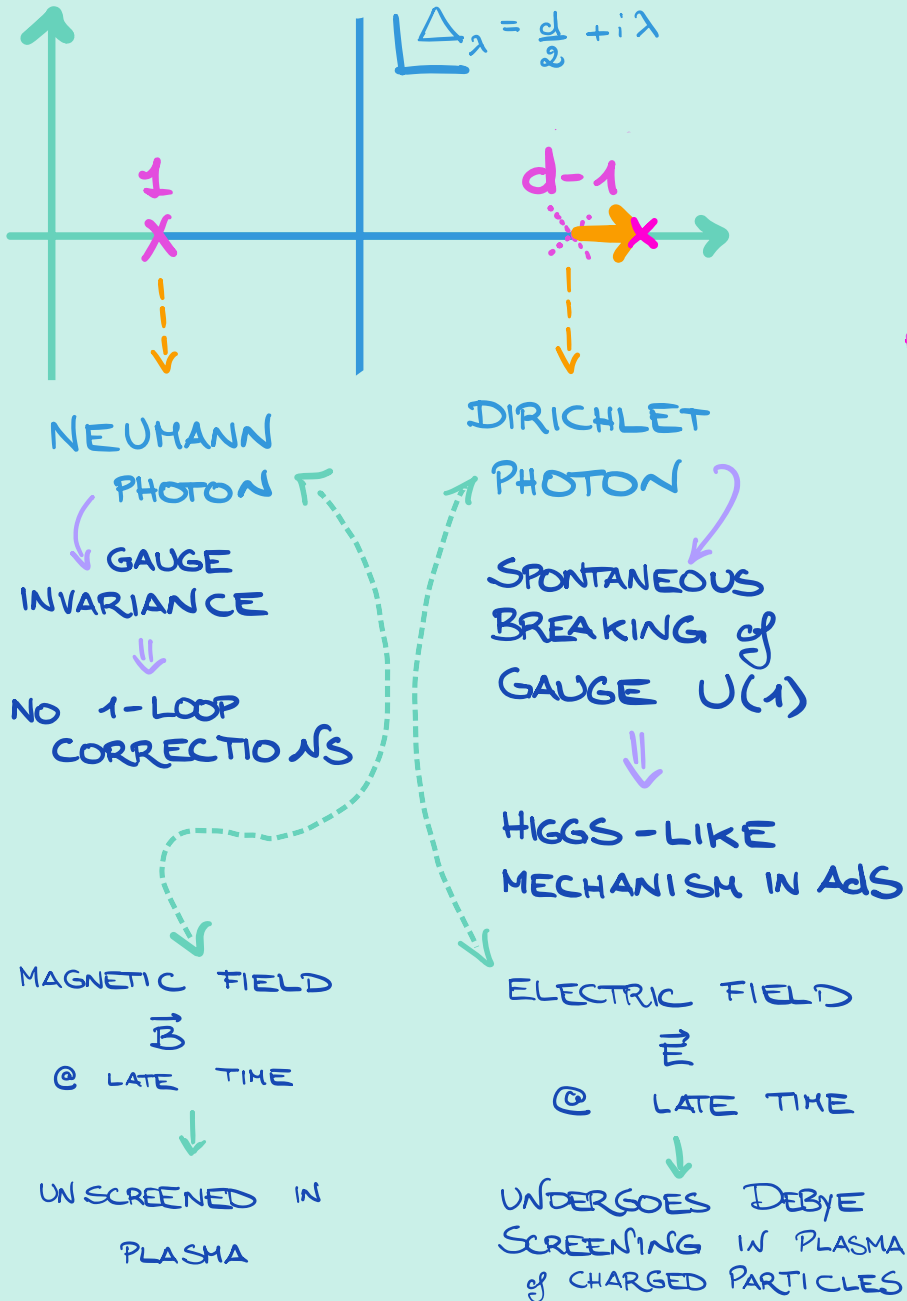 Δ_λ = d/2 + iλ
1
d-1
NEUMANN
PHOTON
GAUGE
INVARIANCE
⇓
NO 1-LOOP
CORRECTIONS
MAGNETIC FIELD
B⃗
@ LATE TIME
UNSCREENED IN
PLASMA
DIRICHLET
PHOTON
SPONTANEOUS
BREAKING of
GAUGE U(1)
⇓
HIGGS-LIKE
MECHANISM IN AdS
ELECTRIC FIELD
E⃗
@ LATE TIME
UNDERGOES DEBYE
SCREENING IN PLASMA
of CHARGED PARTICLES